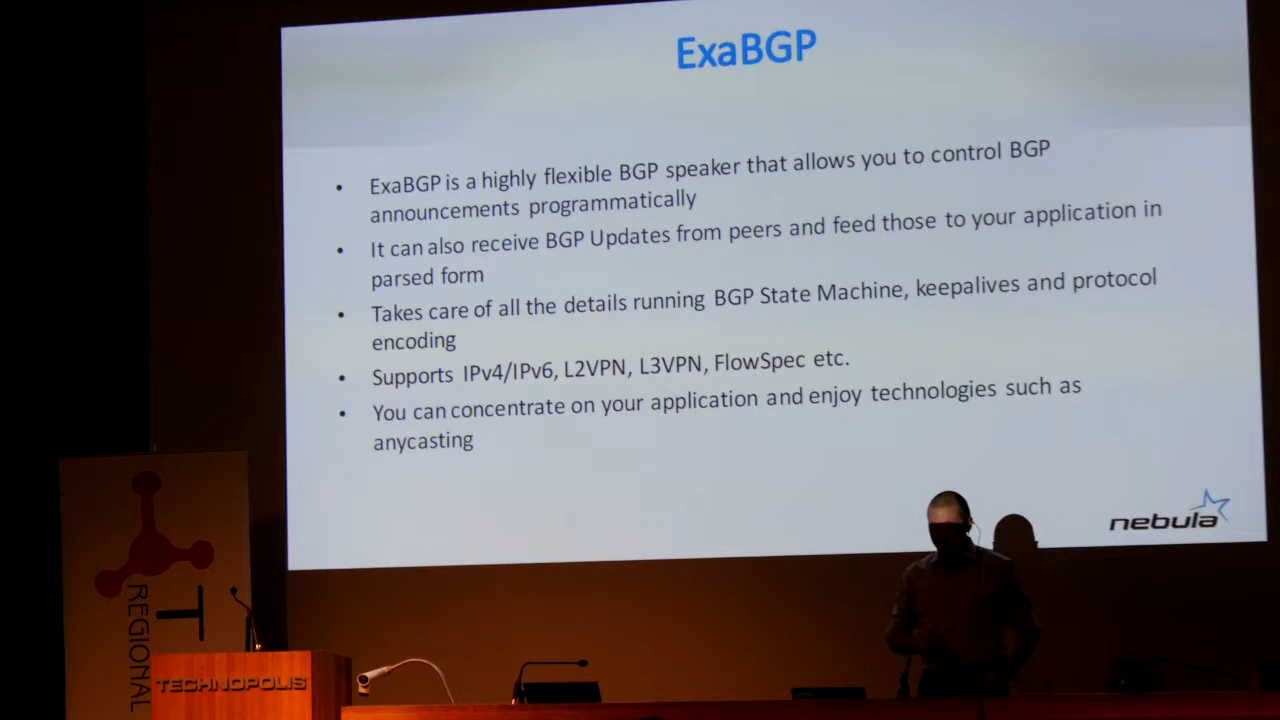 ExaBGP
• ExaBGP is a highly flexible BGP speaker that allows you to control BGP
announcements programmatically
• It can also receive BGP Updates from peers and feed those to your application in
parsed form
• Takes care of all the details running BGP State Machine, keepalives and protocol
encoding
• Supports IPv4/IPv6, L2VPN, L3VPN, FlowSpec etc.
• You can concentrate on your application and enjoy technologies such as
anycasting
nebula
T
REGIONAL
TECHNOPOLIS